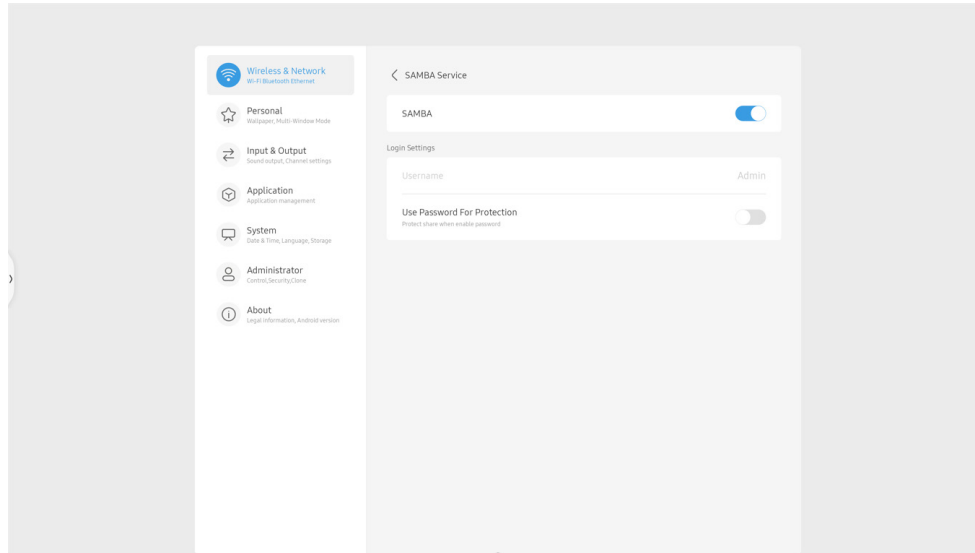 Wireless & Network
Wi-Fi Bluetooth Ethernet
Personal
Wallpaper, Multi-Window Mode
Input & Output
Sound output, Channel settings
Application
Application management
System
Date & Time, Language, Storage
Administrator
Control,Security,Clone
About
Legal information, Android version
SAMBA Service
SAMBA
Login Settings
Username
Admin
Use Password For Protection
Protect share when enable password